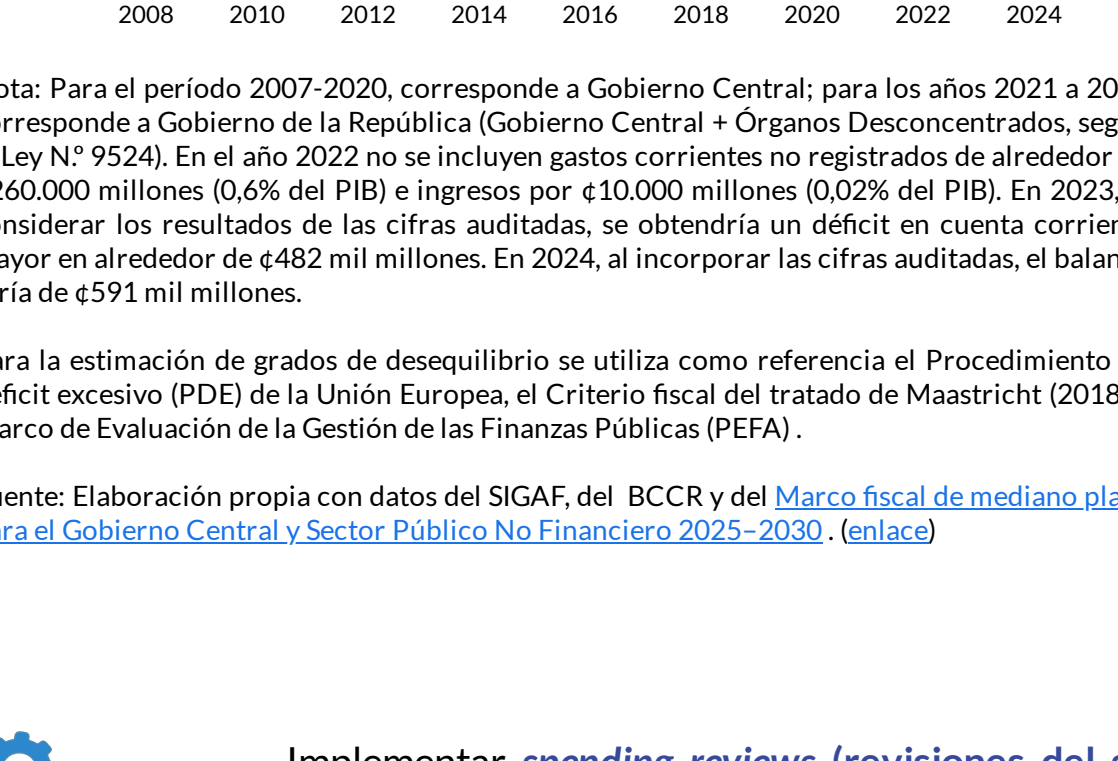 2008 2010 2012 2014 2016 2018 2020 2022 2024
ota: Para el período 2007-2020, corresponde a Gobierno Central; para los años 2021 a 20
orresponde a Gobierno de la República (Gobierno Central + Órganos Desconcentrados, seg
Ley N.º 9524). En el año 2022 no se incluyen gastos corrientes no registrados de alrededor
260.000 millones (0,6% del PIB) e ingresos por ¢10.000 millones (0,02% del PIB). En 2023,
onsiderar los resultados de las cifras auditadas, se obtendría un déficit en cuenta corrien
ayor en alrededor de ¢482 mil millones. En 2024, al incorporar las cifras auditadas, el balan
ría de ¢591 mil millones.
ara la estimación de grados de desequilibrio se utiliza como referencia el Procedimiento
éficit excesivo (PDE) de la Unión Europea, el Criterio fiscal del tratado de Maastricht (2018
arco de Evaluación de la Gestión de las Finanzas Públicas (PEFA) .
uente: Elaboración propia con datos del SIGAF, del BCCR y del Marco fiscal de mediano pla
ara el Gobierno Central y Sector Público No Financiero 2025–2030 . (enlace)
Implementar spending reviews (revisiones del